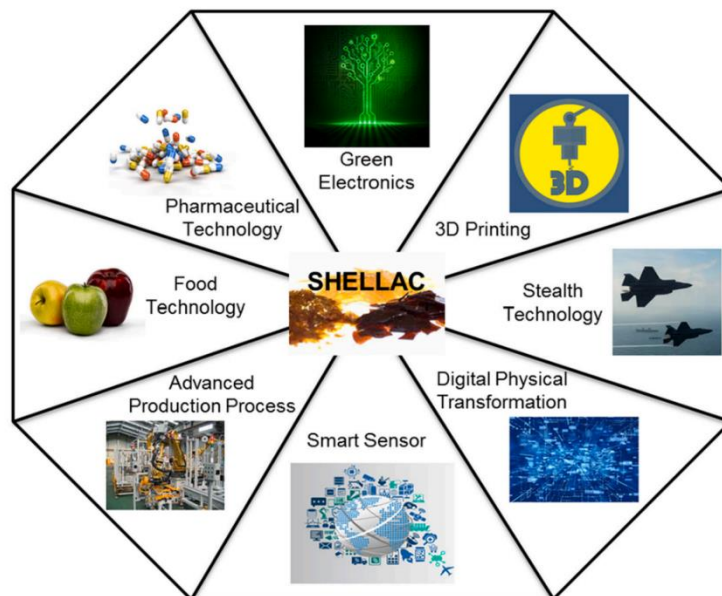 Green
Electronics
Pharmaceutical
Technology
3D
3D Printing
SHELLAC
Food
Technology
Stealth
Technology
Advanced
Production Process
Digital Physical
Transformation
Smart Sensor